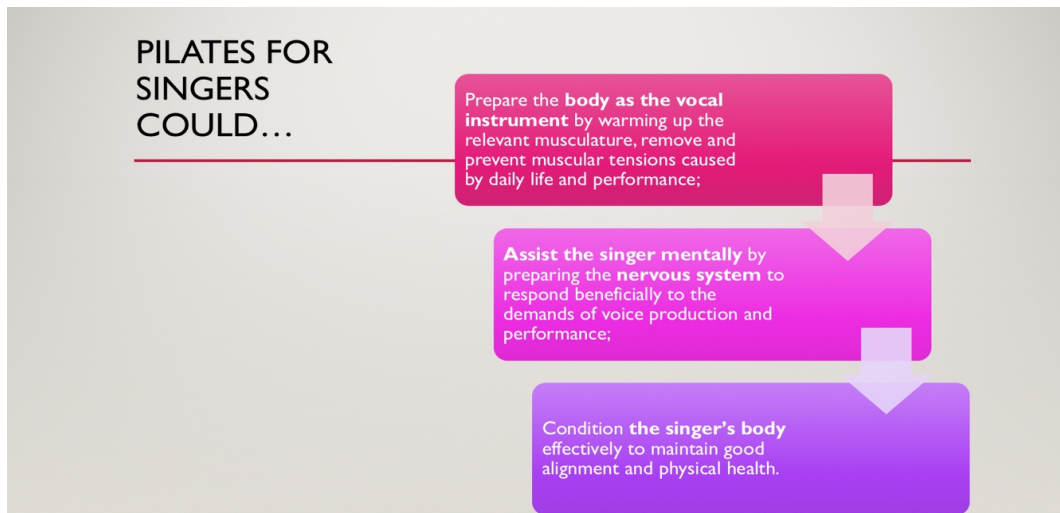 PILATES FOR
SINGERS
COULD…
Prepare the body as the vocal
instrument by warming up the
relevant musculature, remove and
prevent muscular tensions caused
by daily life and performance;
Assist the singer mentally by
preparing the nervous system to
respond beneficially to the
demands of voice production and
performance;
Condition the singer’s body
effectively to maintain good
alignment and physical health.